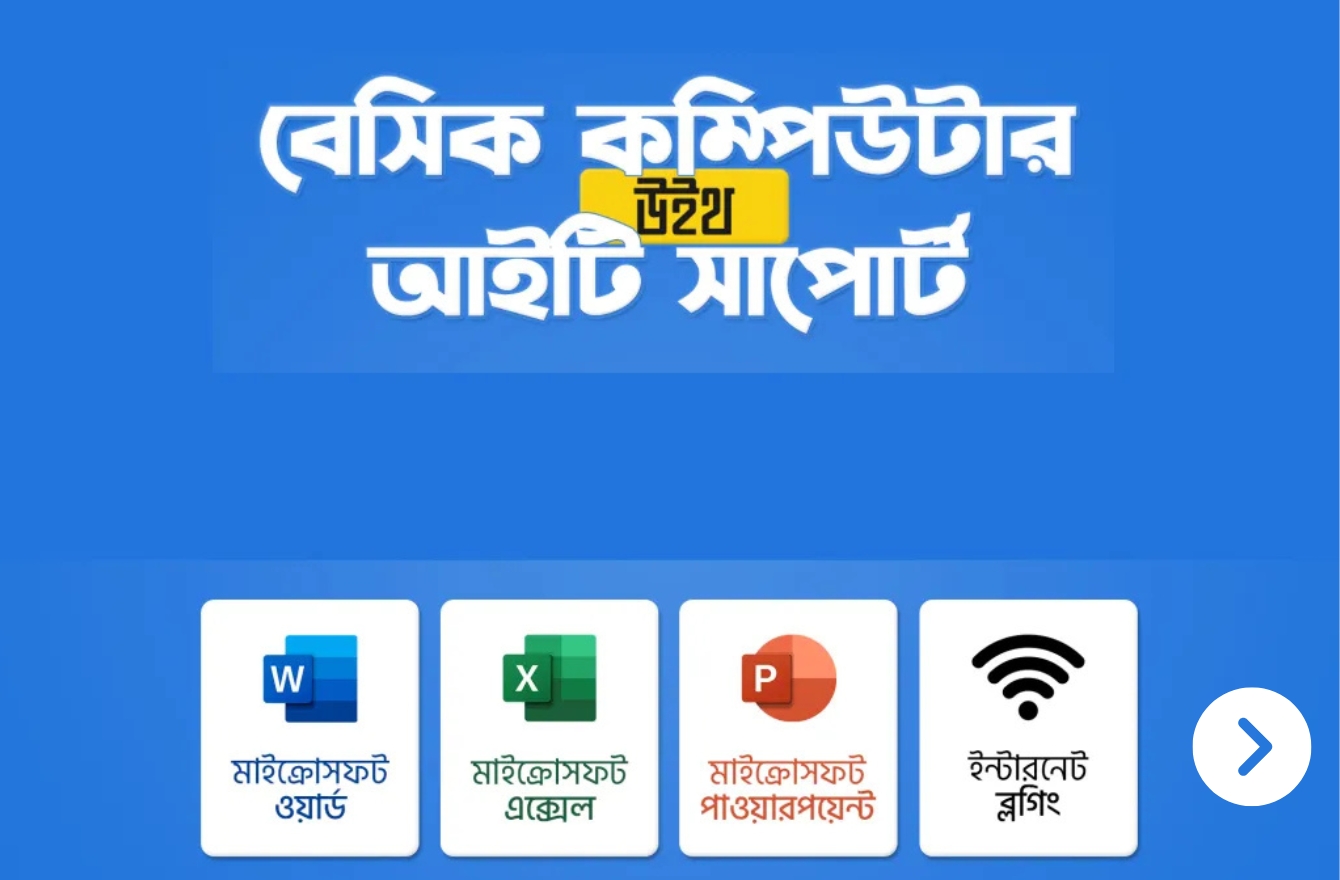 বেসিক কম্পিউটার
উইথ
আইটি সাপোর্ট
W
মাইক্রোসফট
ওয়ার্ড
X
মাইক্রোসফট
এক্সেল
P
মাইক্রোসফট
পাওয়ারপয়েন্ট
ইন্টারনেট
ব্লগিং